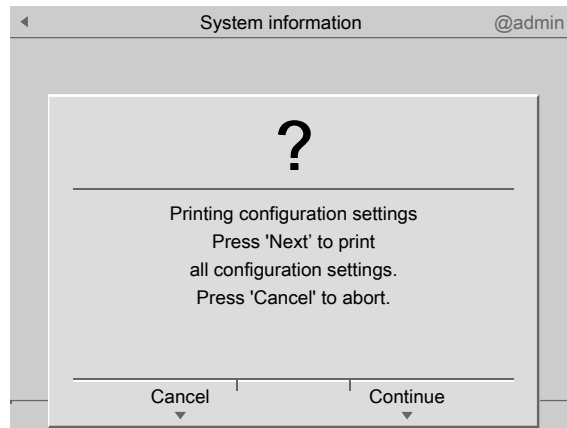 System information
@admin
?
Printing configuration settings
Press 'Next’ to print
all configuration settings.
Press 'Cancel' to abort.
Cancel
Continue